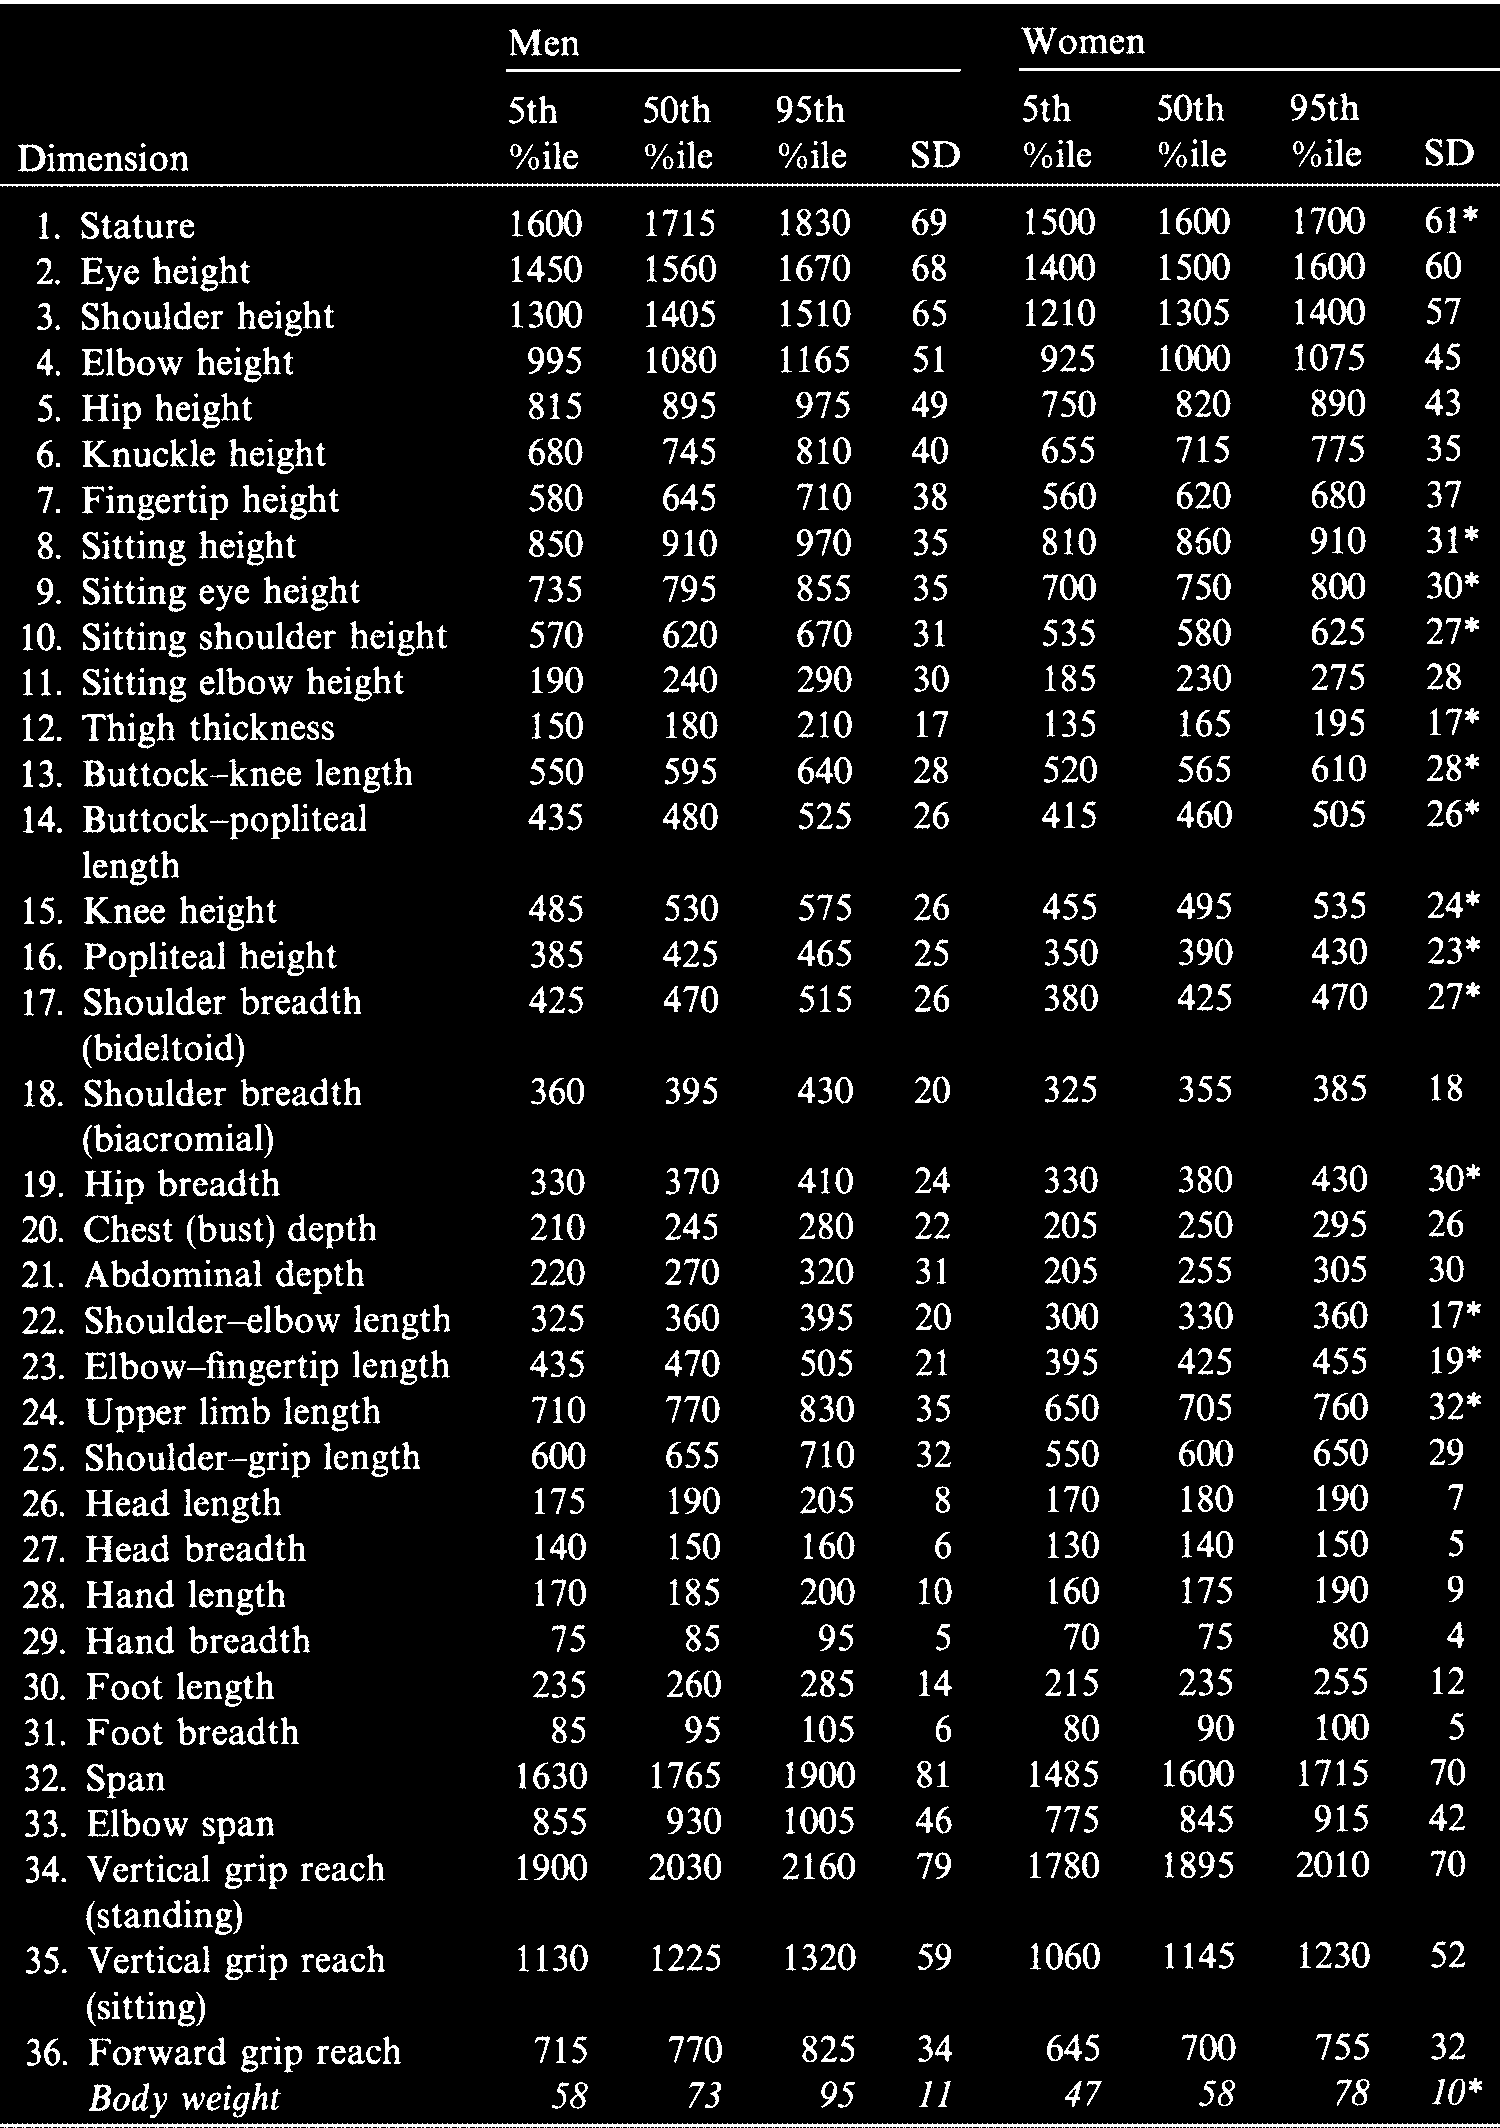 Men Women
5th 50th 95th 5th 50th 95th
Dimension %ile %ile %ile SD %ile %ile %ile SD
1. Stature 1600 1715 1830 69 1500 1600 1700 61*
2. Eye height 1450 1560 1670 68 1400 1500 1600 60
3. Shoulder height 1300 1405 1510 65 1210 1305 1400 57
4. Elbow height 995 1080 1165 51 925 1000 1075 45
5. Hip height 815 895 975 49 750 820 890 43
6. Knuckle height 680 745 810 40 655 715 775 35
7. Fingertip height 580 645 710 38 560 620 680 37
8. Sitting height 850 910 970 35 810 860 910 31*
9. Sitting eye height 735 795 855 35 700 750 800 30*
10. Sitting shoulder height 570 620 670 31 535 580 625 27*
11. Sitting elbow height 190 240 290 30 185 230 275 28
12. Thigh thickness 150 180 210 17 135 165 195 17*
13. Buttock–knee length 550 595 640 28 520 565 610 28*
14. Buttock–popliteal 435 480 525 26 415 460 505 26*
length
15. Knee height 485 530 575 26 455 495 535 24*
16. Popliteal height 385 425 465 25 350 390 430 23*
17. Shoulder breadth 425 470 515 26 380 425 470 27*
(bideltoid)
18. Shoulder breadth 360 395 430 20 325 355 385 18
(biacromial)
19. Hip breadth 330 370 410 24 330 380 430 30*
20. Chest (bust) depth 210 245 280 22 205 250 295 26
21. Abdominal depth 220 270 320 31 205 255 305 30
22. Shoulder–elbow length 325 360 395 20 300 330 360 17*
23. Elbow–fingertip length 435 470 505 21 395 425 455 19*
24. Upper limb length 710 770 830 35 650 705 760 32*
25. Shoulder–grip length 600 655 710 32 550 600 650 29
26. Head length 175 190 205 8 170 180 190 7
27. Head breadth 140 150 160 6 130 140 150 5
28. Hand length 170 185 200 10 160 175 190 9
29. Hand breadth 75 85 95 5 70 75 80 4
30. Foot length 235 260 285 14 215 235 255 12
31. Foot breadth 85 95 105 6 80 90 100 5
32. Span 1630 1765 1900 81 1485 1600 1715 70
33. Elbow span 855 930 1005 46 775 845 915 42
34. Vertical grip reach 1900 2030 2160 79 1780 1895 2010 70
(standing)
35. Vertical grip reach 1130 1225 1320 59 1060 1145 1230 52
(sitting)
36. Forward grip reach 715 770 825 34 645 700 755 32
Body weight 58 73 95 11 47 58 78 10*